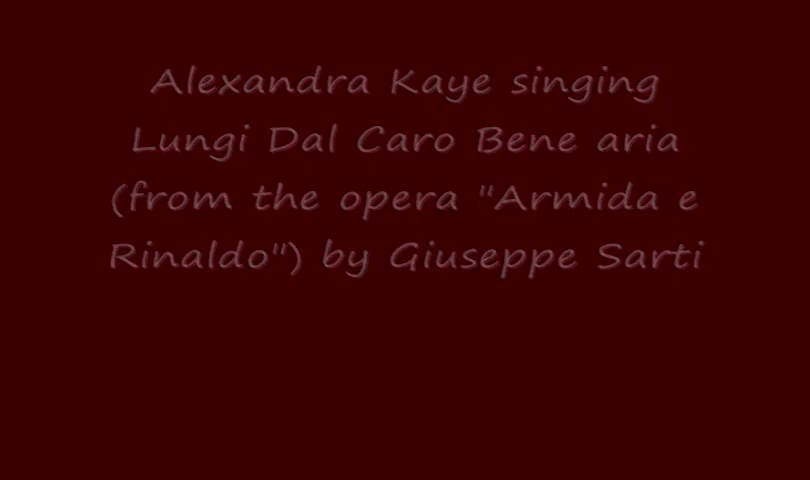 Alexandra Kaye singing
Lungi Dal Caro Bene aria
(from the opera "Armida e
Rinaldo") by Giuseppe Sarti